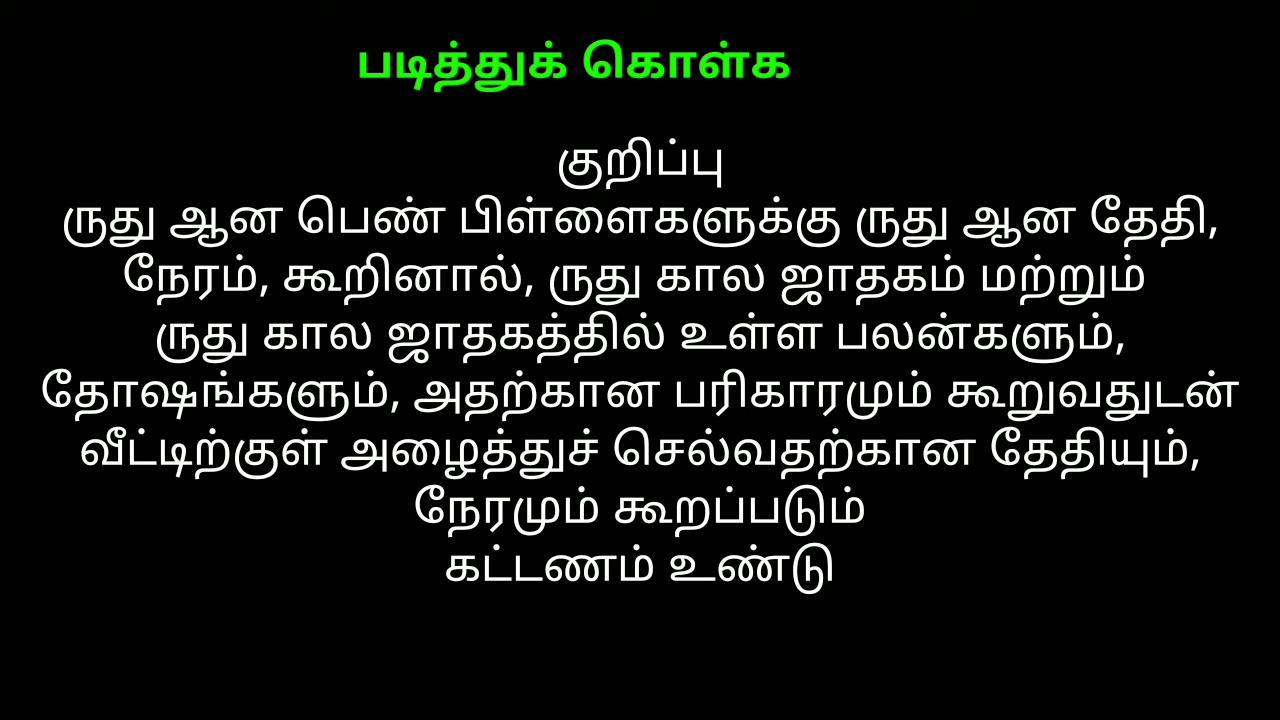 படித்துக் கொள்க
குறிப்பு
ருது ஆன பெண் பிள்ளைகளுக்கு ருது ஆன தேதி,
நேரம், கூறினால், ருது கால ஜாதகம் மற்றும்
ருது கால ஜாதகத்தில் உள்ள பலன்களும்,
தோஷங்களும், அதற்கான பரிகாரமும் கூறுவதுடன்
வீட்டிற்குள் அழைத்துச் செல்வதற்கான தேதியும்,
நேரமும் கூறப்படும்
கட்டணம் உண்டு